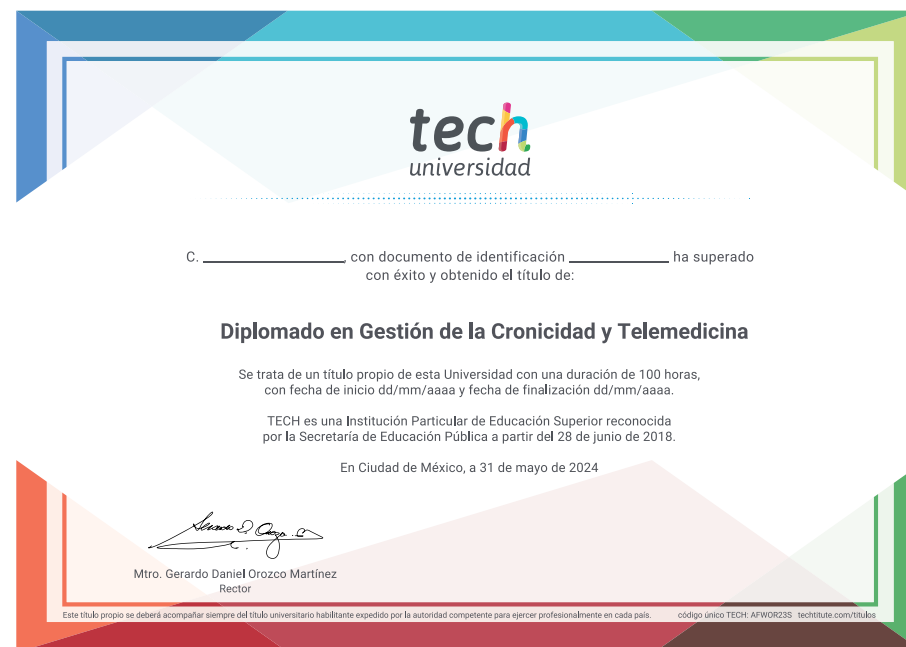 tech
universidad
C. ____________, con documento de identificación ____________ ha superado
con éxito y obtenido el título de:
Diplomado en Gestión de la Cronicidad y Telemedicina
Se trata de un título propio de esta Universidad con una duración de 100 horas,
con fecha de inicio dd/mm/aaaa y fecha de finalización dd/mm/aaaa.
TECH es una Institución Particular de Educación Superior reconocida
por la Secretaría de Educación Pública a partir del 28 de junio de 2018.
En Ciudad de México, a 31 de mayo de 2024
Mtro. Gerardo Daniel Orozco Martínez
Rector
Este título propio se deberá acompañar siempre del título universitario habilitante expedido por la autoridad competente para ejercer profesionalmente en cada país. código único TECH: AFWOR23S techtitute.com/titulos